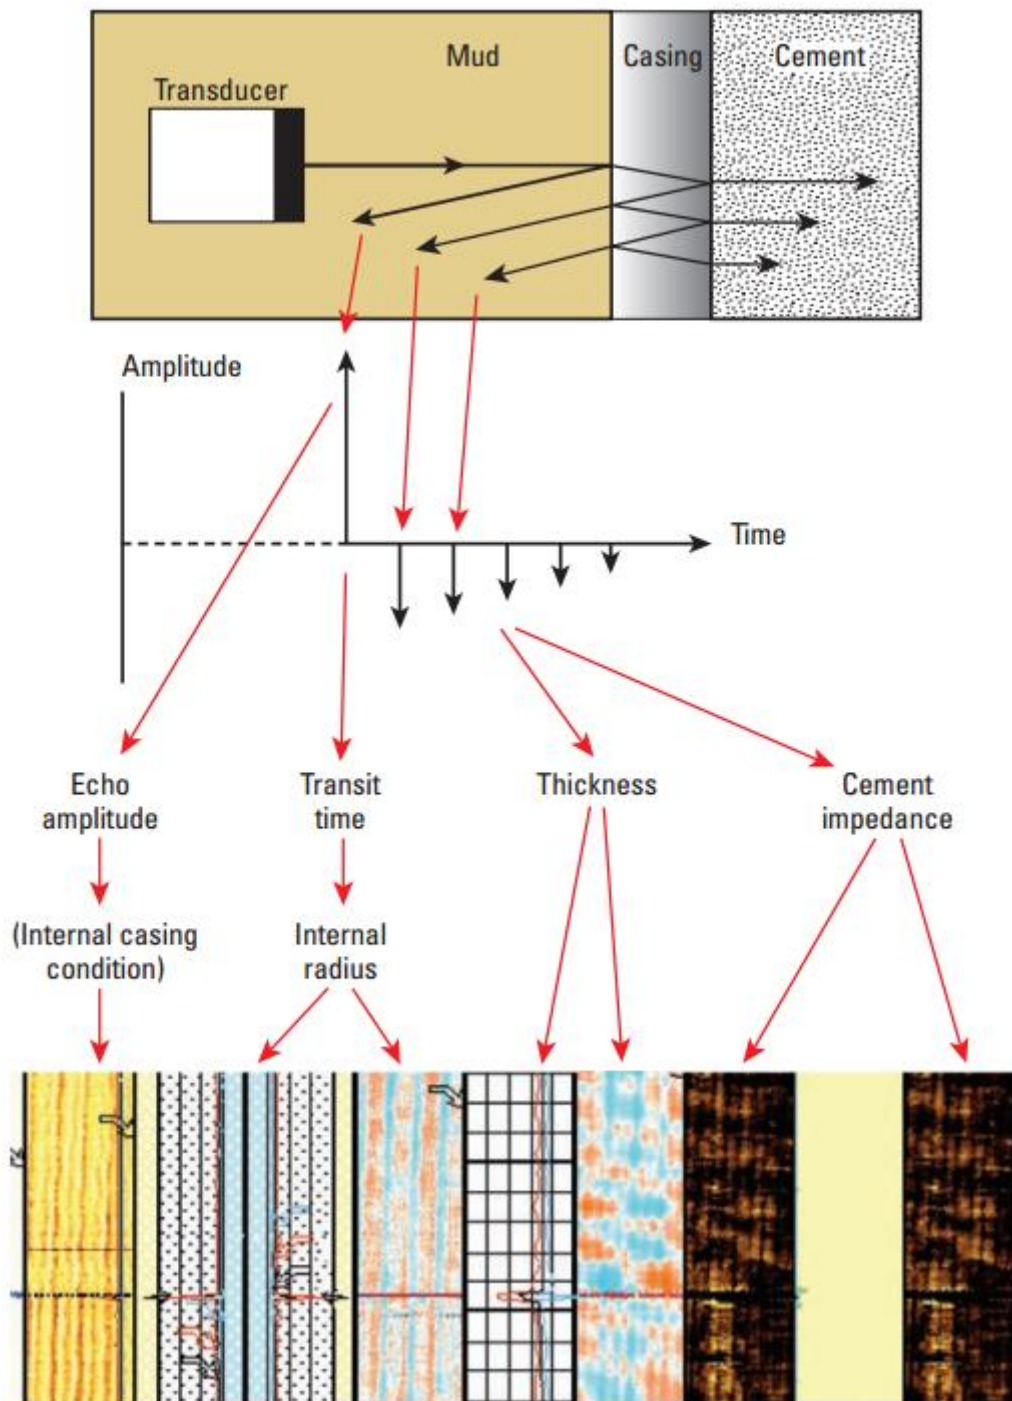 Mud
Casing
Cement
Transducer
Amplitude
Time
Echo
amplitude
Transit
time
Thickness
Cement
impedance
(Internal casing
condition)
Internal
radius